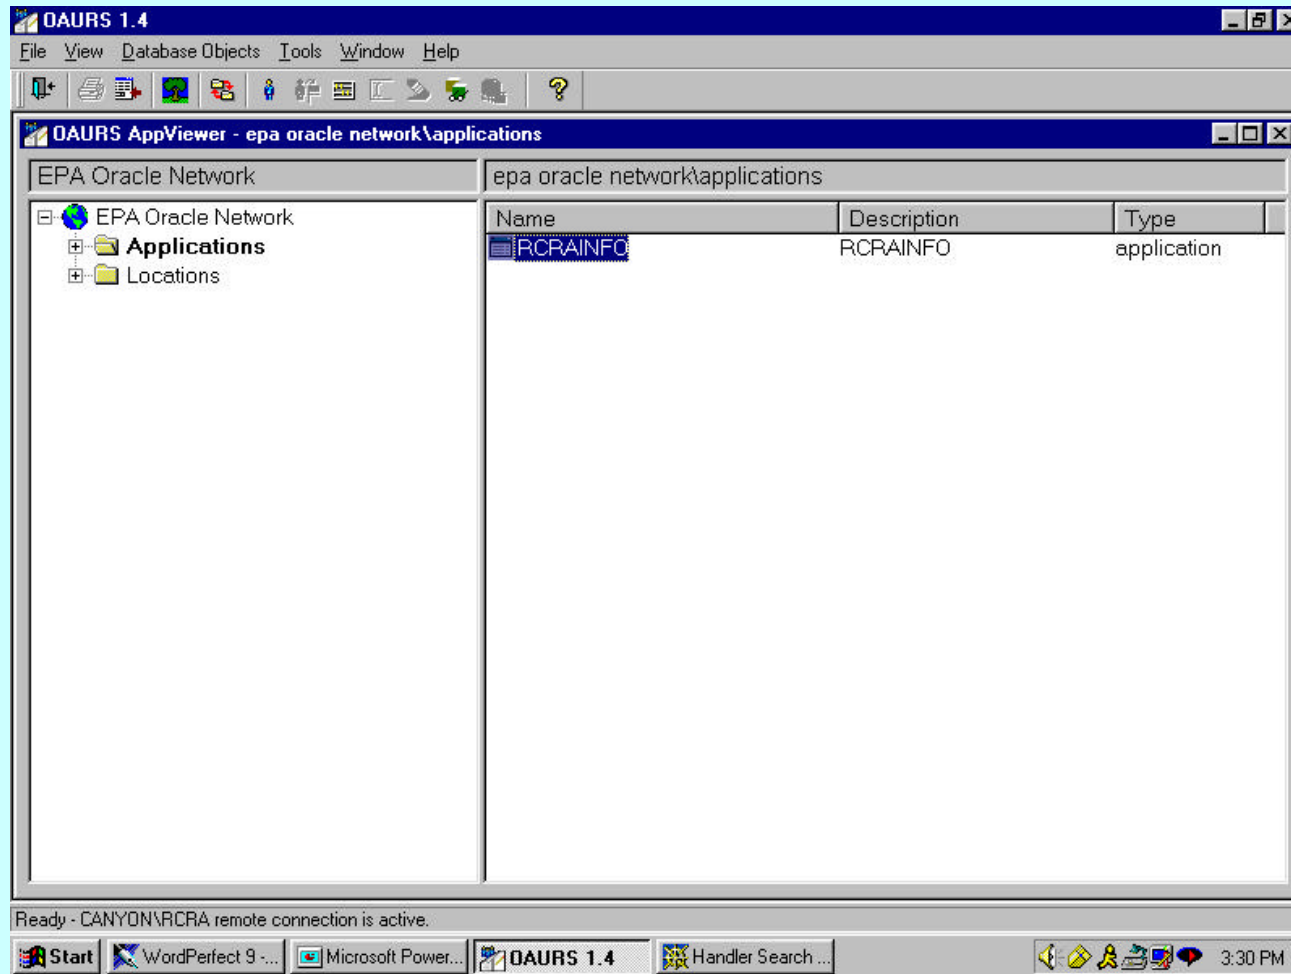 OAURS 1.4
File View Database Objects Tools Window Help
OAURS AppViewer - epa oracle network\applications
EPA Oracle Network
epa oracle network\applications
EPA Oracle Network
Applications
Locations
Name Description Type
RCRAINFO RCRAINFO application
Ready - CANYON\RCRA remote connection is active.
Start WordPerfect 9 -... Microsoft Power... OAURS 1.4 Handler Search ... 3:30 PM